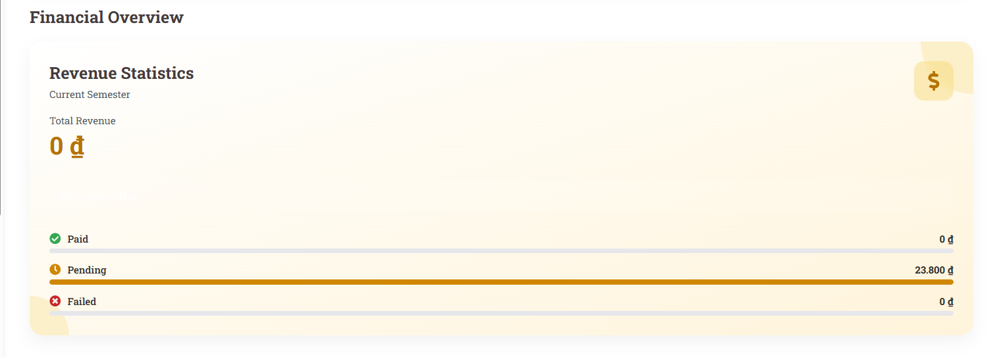 Financial Overview
Revenue Statistics
$
Current Semester
Total Revenue
0 ₫
Paid 0 ₫
Pending 23.800 ₫
Failed 0 ₫